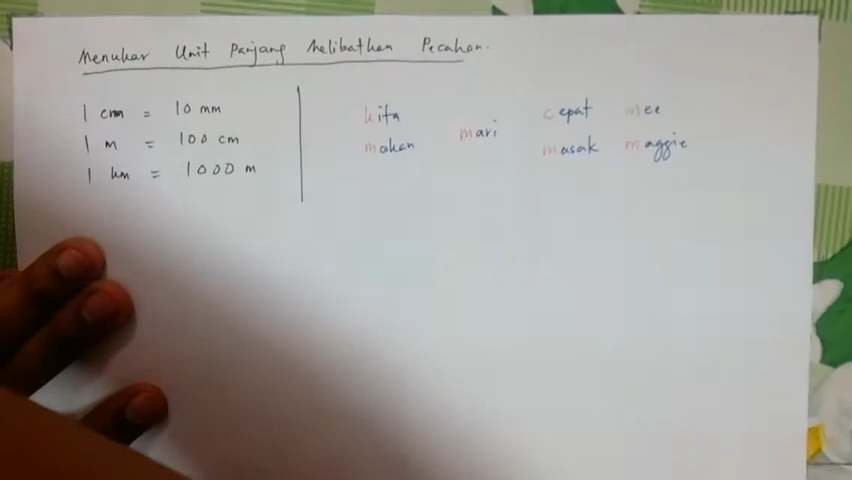 Menukar Unit Panjang Melibatkan Pecahan.
1 cm = 10 mm
1 m = 100 cm
1 km = 1000 m
kita cepat mee
mari
makan masak maggie